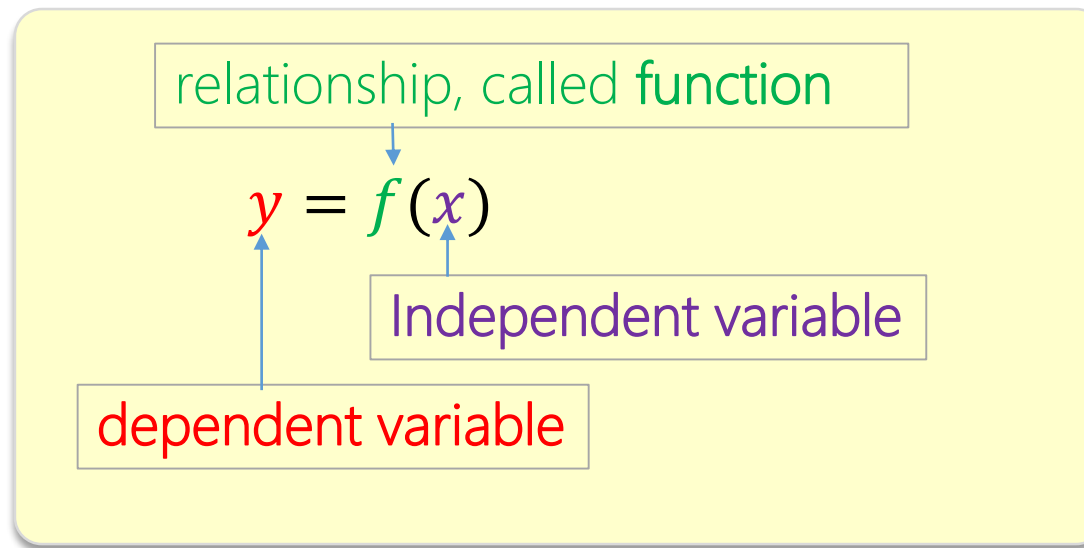 relationship, called function
y = f(x)
Independent variable
dependent variable